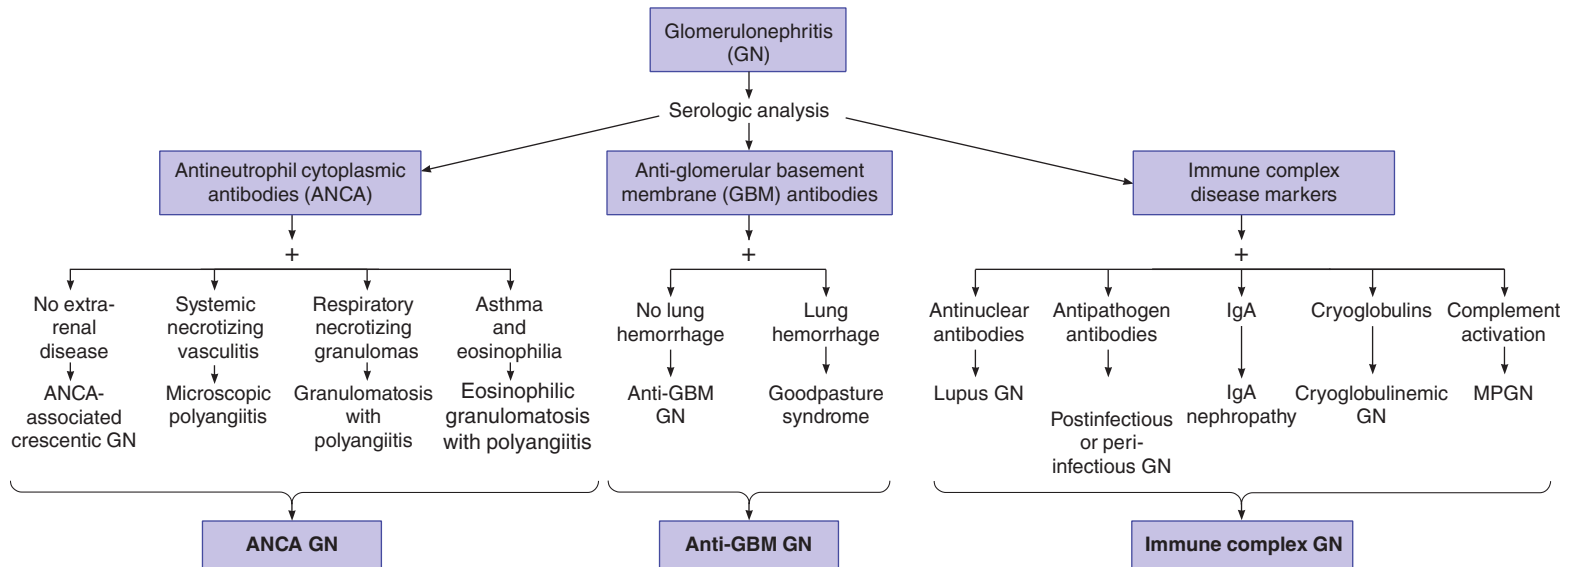 Glomerulonephritis
(GN)
Serologic analysis
Antineutrophil cytoplasmic
antibodies (ANCA)
Anti-glomerular basement
membrane (GBM) antibodies
Immune complex
disease markers
+
+
+
No extra-
renal
disease
Systemic
necrotizing
vasculitis
Respiratory
necrotizing
granulomas
Asthma
and
eosinophilia
No lung
hemorrhage
Lung
hemorrhage
Antinuclear
antibodies
Antipathogen
antibodies
IgA
Cryoglobulins
Complement
activation
ANCA-
associated
crescentic GN
Microscopic
polyangiitis
Granulomatosis
with
polyangiitis
Eosinophilic
granulomatosis
with polyangiitis
Anti-GBM
GN
Goodpasture
syndrome
Lupus GN
Postinfectious
or peri-
infectious GN
IgA
nephropathy
Cryoglobulinemic
GN
MPGN
ANCA GN
Anti-GBM GN
Immune complex GN